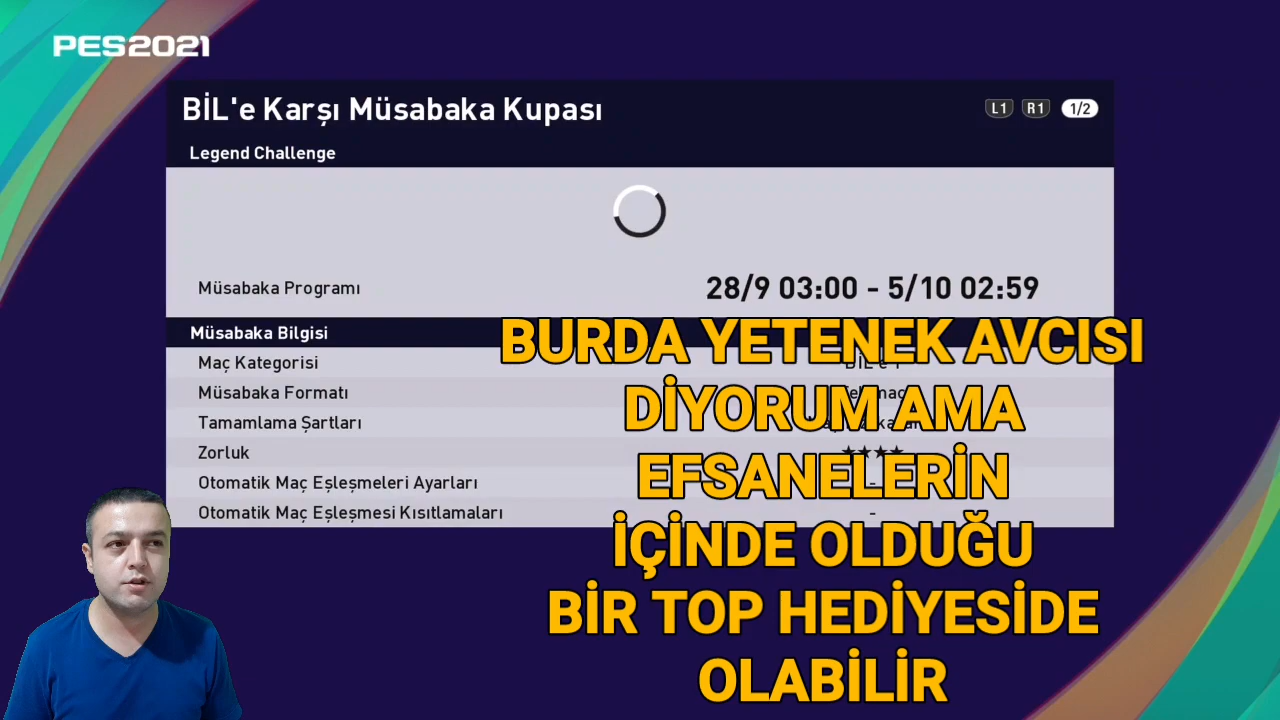 PES2021
BİL'e Karşı Müsabaka Kupası
L1 R1 1/2
Legend Challenge
Müsabaka Programı 28/9 03:00 - 5/10 02:59
Müsabaka Bilgisi
Maç Kategorisi
Müsabaka Formatı
Tamamlama Şartları
Zorluk ★★★★
Otomatik Maç Eşleşmeleri Ayarları -
Otomatik Maç Eşleşmesi Kısıtlamaları -
BURDA YETENEK AVCISI
DİYORUM AMA
EFSANELERİN
İÇİNDE OLDUĞU
BİR TOP HEDİYESİDE
OLABİLİR